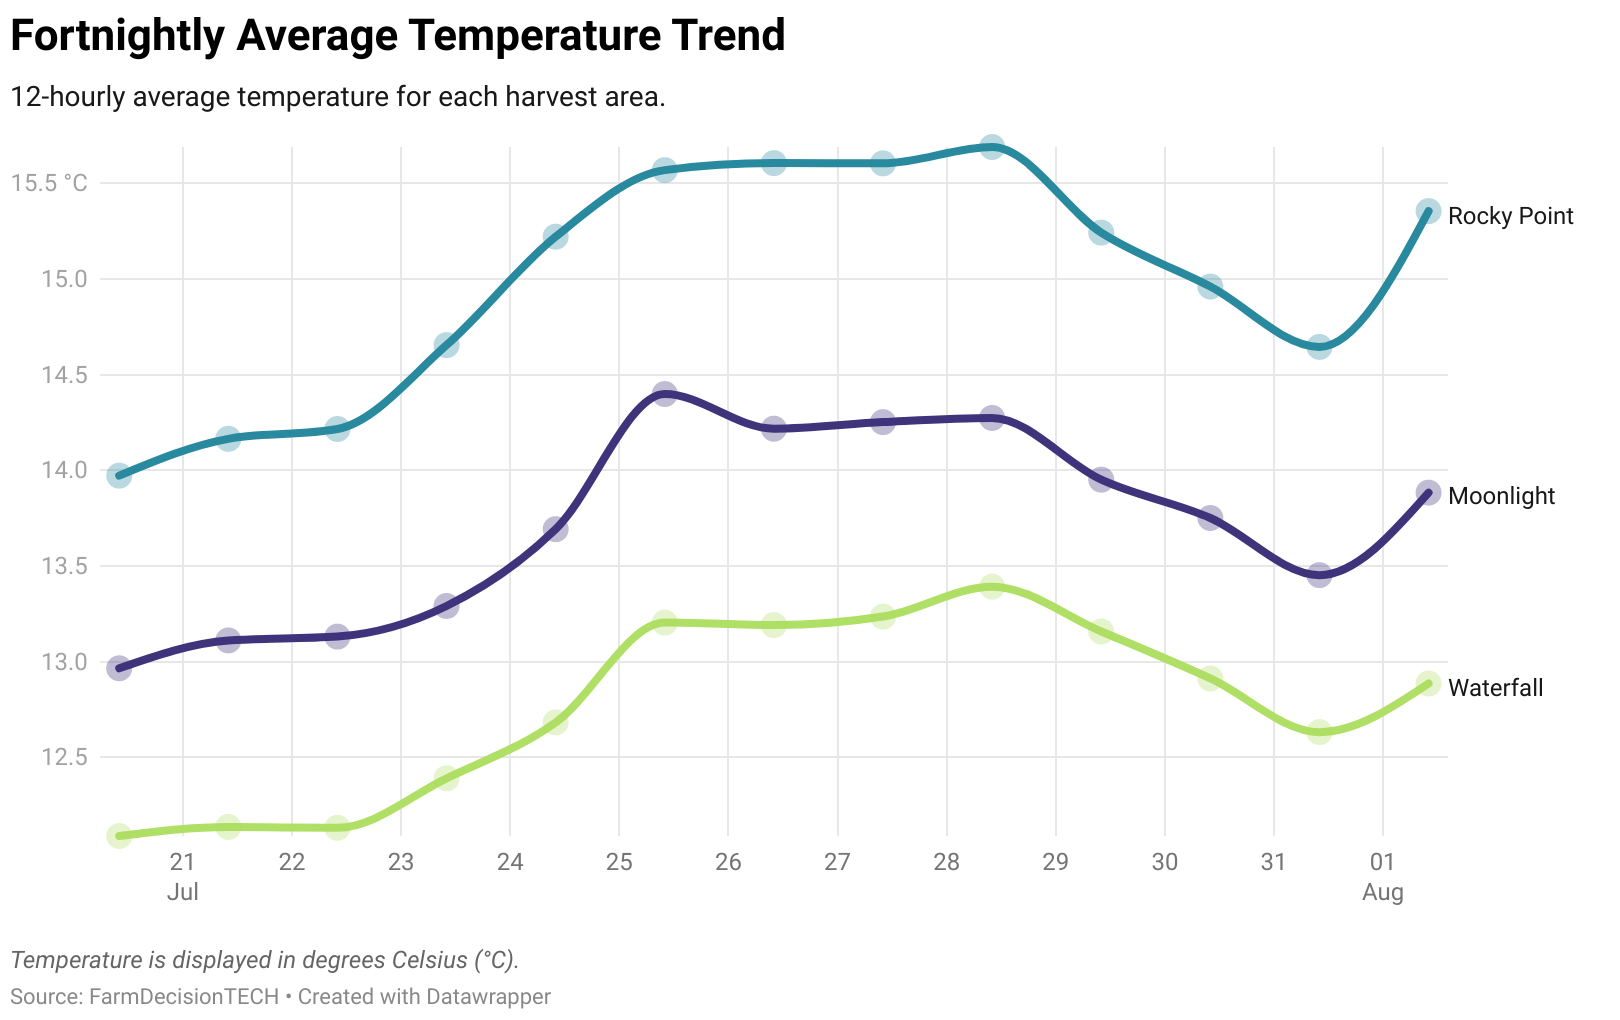 Fortnightly Average Temperature Trend
12-hourly average temperature for each harvest area.
15.5 °C
15.0
14.5
14.0
13.5
13.0
12.5
Rocky Point
Moonlight
Waterfall
21 22 23 24 25 26 27 28 29 30 31 01
Jul Aug
Temperature is displayed in degrees Celsius (°C).
Source: FarmDecisionTECH • Created with Datawrapper